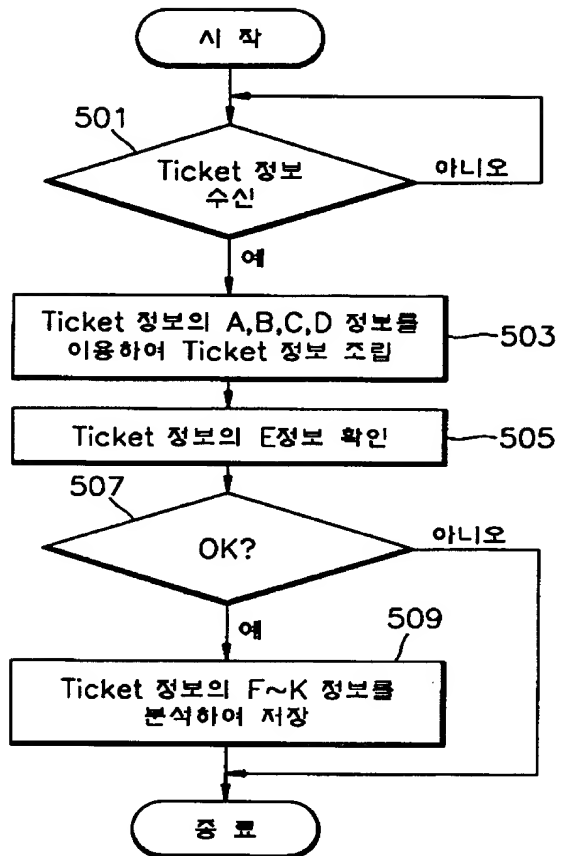 시 작
501
Ticket 정보
수신
아니오
예
Ticket 정보의 A,B,C,D 정보를
이용하여 Ticket 정보 조립
503
Ticket 정보의 E정보 확인
505
507
OK?
아니오
예
509
Ticket 정보의 F~K 정보를
분석하여 저장
종 료